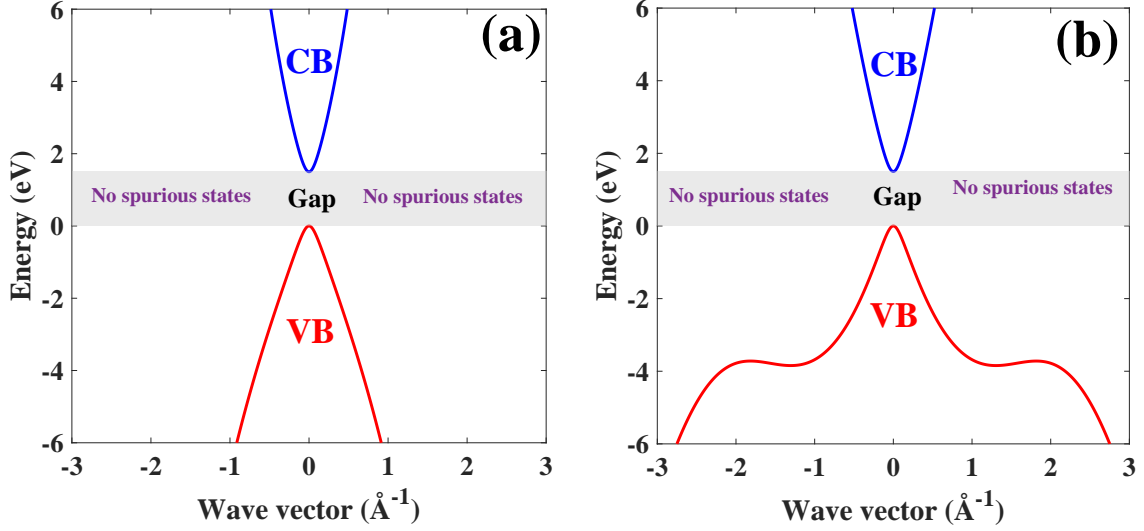 (a)
6
4
2
0
-2
-4
-6
-3
-2
-1
0
1
2
3
Energy (eV)
Wave vector (Å-1)
CB
No spurious states
Gap
No spurious states
VB
(b)
6
4
2
0
-2
-4
-6
-3
-2
-1
0
1
2
3
Energy (eV)
Wave vector (Å-1)
CB
No spurious states
Gap
No spurious states
VB